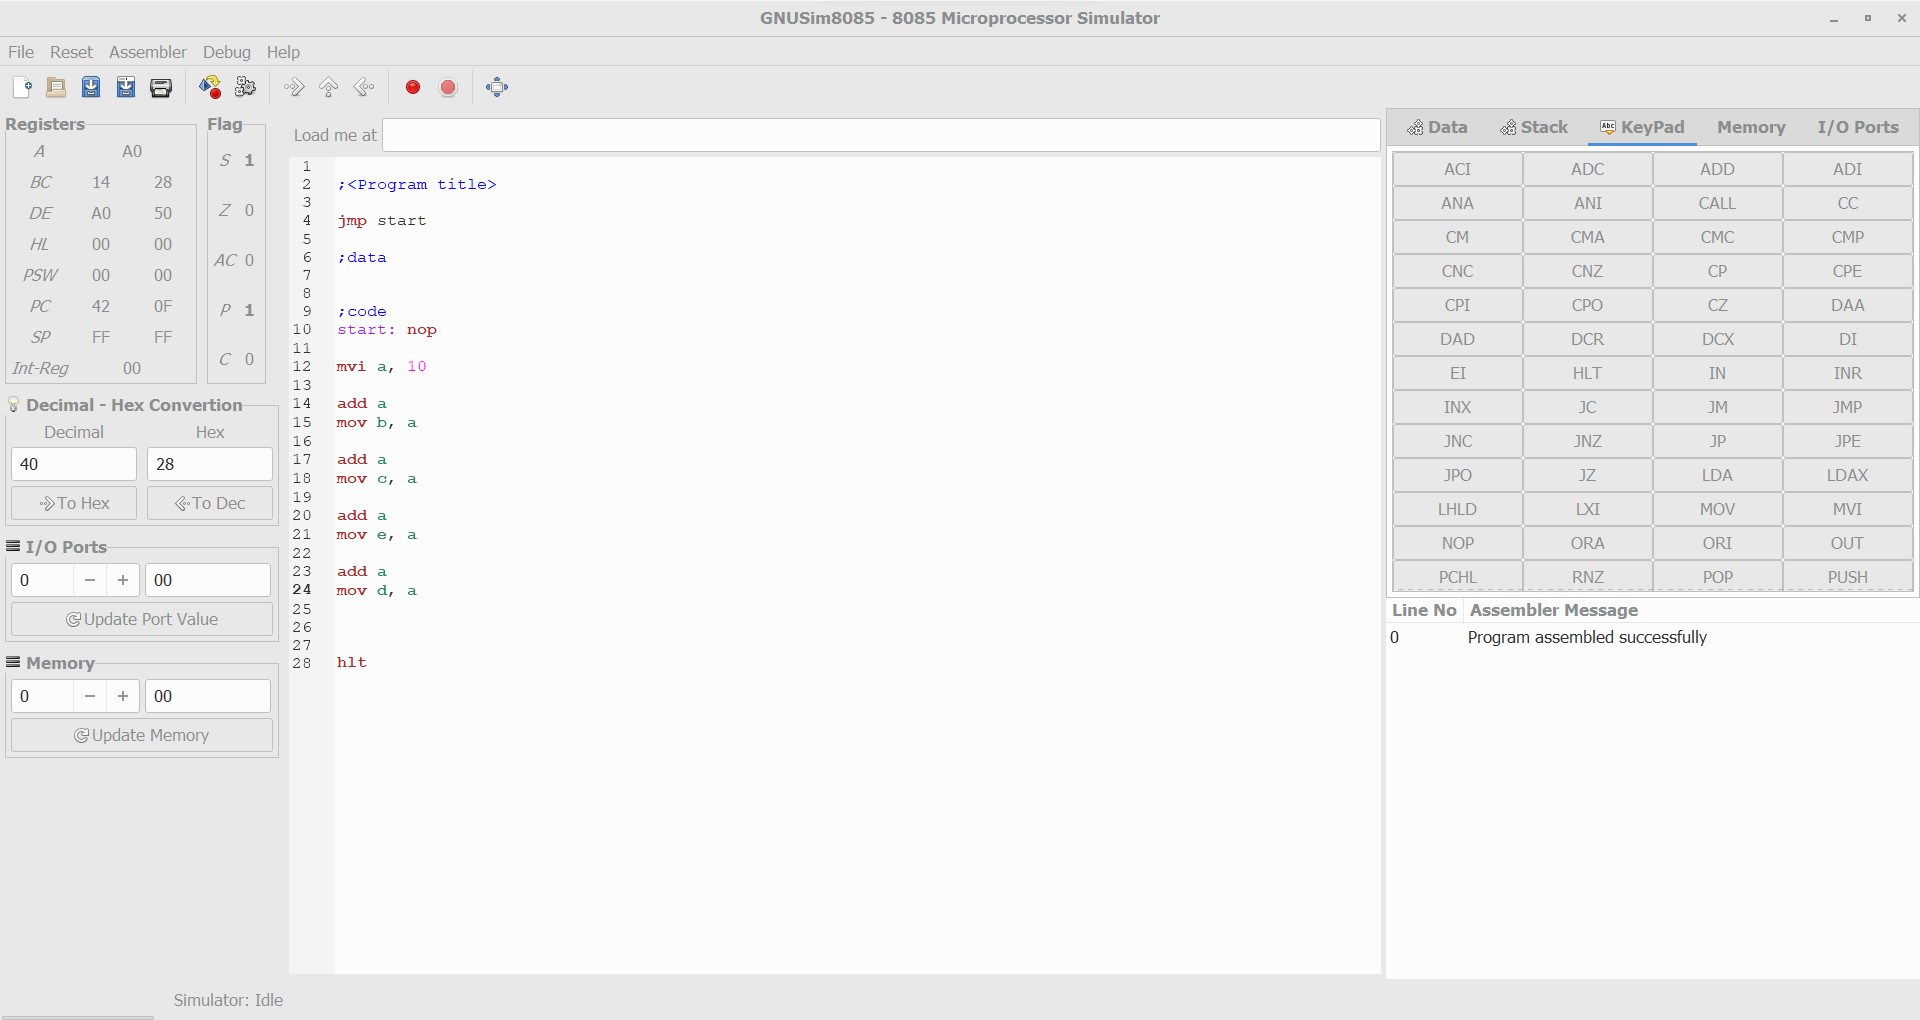 GNUSim8085 - 8085 Microprocessor Simulator
File Reset Assembler Debug Help
Registers
A A0
BC 14 28
DE A0 50
HL 00 00
PSW 00 00
PC 42 0F
SP FF FF
Int-Reg 00
Flag
S 1
Z 0
AC 0
P 1
C 0
Decimal - Hex Convertion
Decimal Hex
40 28
To Hex To Dec
I/O Ports
0 − + 00
Update Port Value
Memory
0 − + 00
Update Memory
Load me at
1
2 ;<Program title>
3
4 jmp start
5
6 ;data
7
8
9 ;code
10 start: nop
11
12 mvi a, 10
13
14 add a
15 mov b, a
16
17 add a
18 mov c, a
19
20 add a
21 mov e, a
22
23 add a
24 mov d, a
25
26
27
28 hlt
Data Stack Abc KeyPad Memory I/O Ports
ACI ADC ADD ADI
ANA ANI CALL CC
CM CMA CMC CMP
CNC CNZ CP CPE
CPI CPO CZ DAA
DAD DCR DCX DI
EI HLT IN INR
INX JC JM JMP
JNC JNZ JP JPE
JPO JZ LDA LDAX
LHLD LXI MOV MVI
NOP ORA ORI OUT
PCHL RNZ POP PUSH
Line No Assembler Message
0 Program assembled successfully
Simulator: Idle